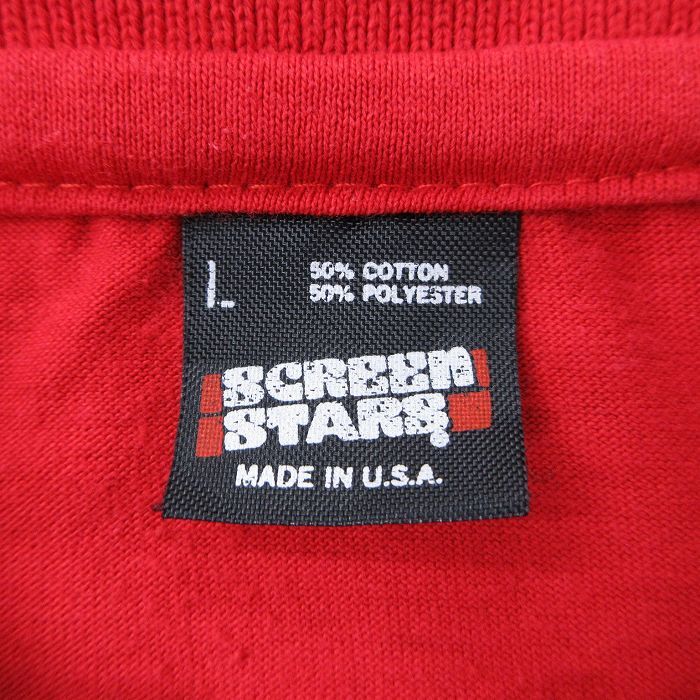 L
50% COTTON
50% POLYESTER
SCREEN
STARS®
MADE IN U.S.A.